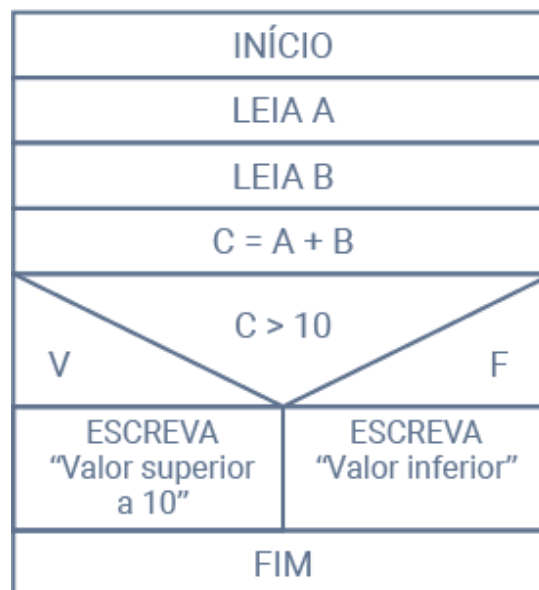 INÍCIO
LEIA A
LEIA B
C = A + B
C > 10
V
F
ESCREVA
“Valor superior
a 10”
ESCREVA
“Valor inferior”
FIM